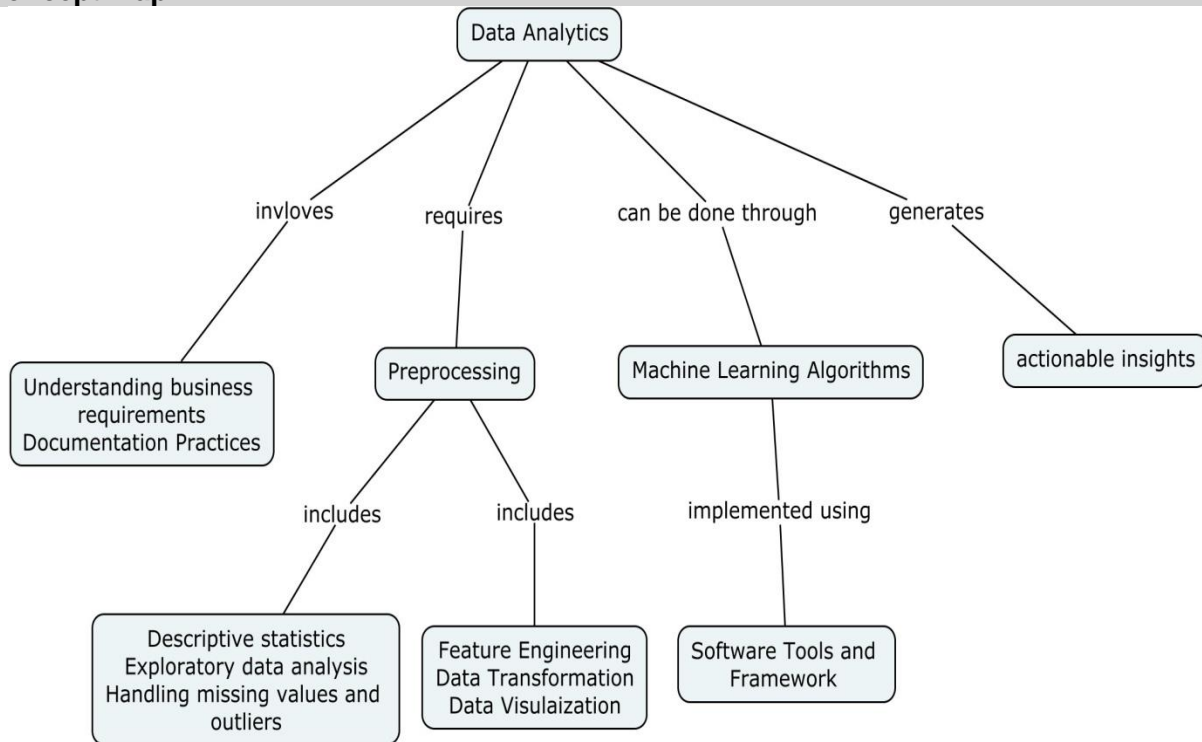 Data Analytics
invloves
requires
can be done through
generates
Understanding business
requirements
Documentation Practices
Preprocessing
Machine Learning Algorithms
actionable insights
includes
includes
implemented using
Descriptive statistics
Exploratory data analysis
Handling missing values and
outliers
Feature Engineering
Data Transformation
Data Visulaization
Software Tools and
Framework